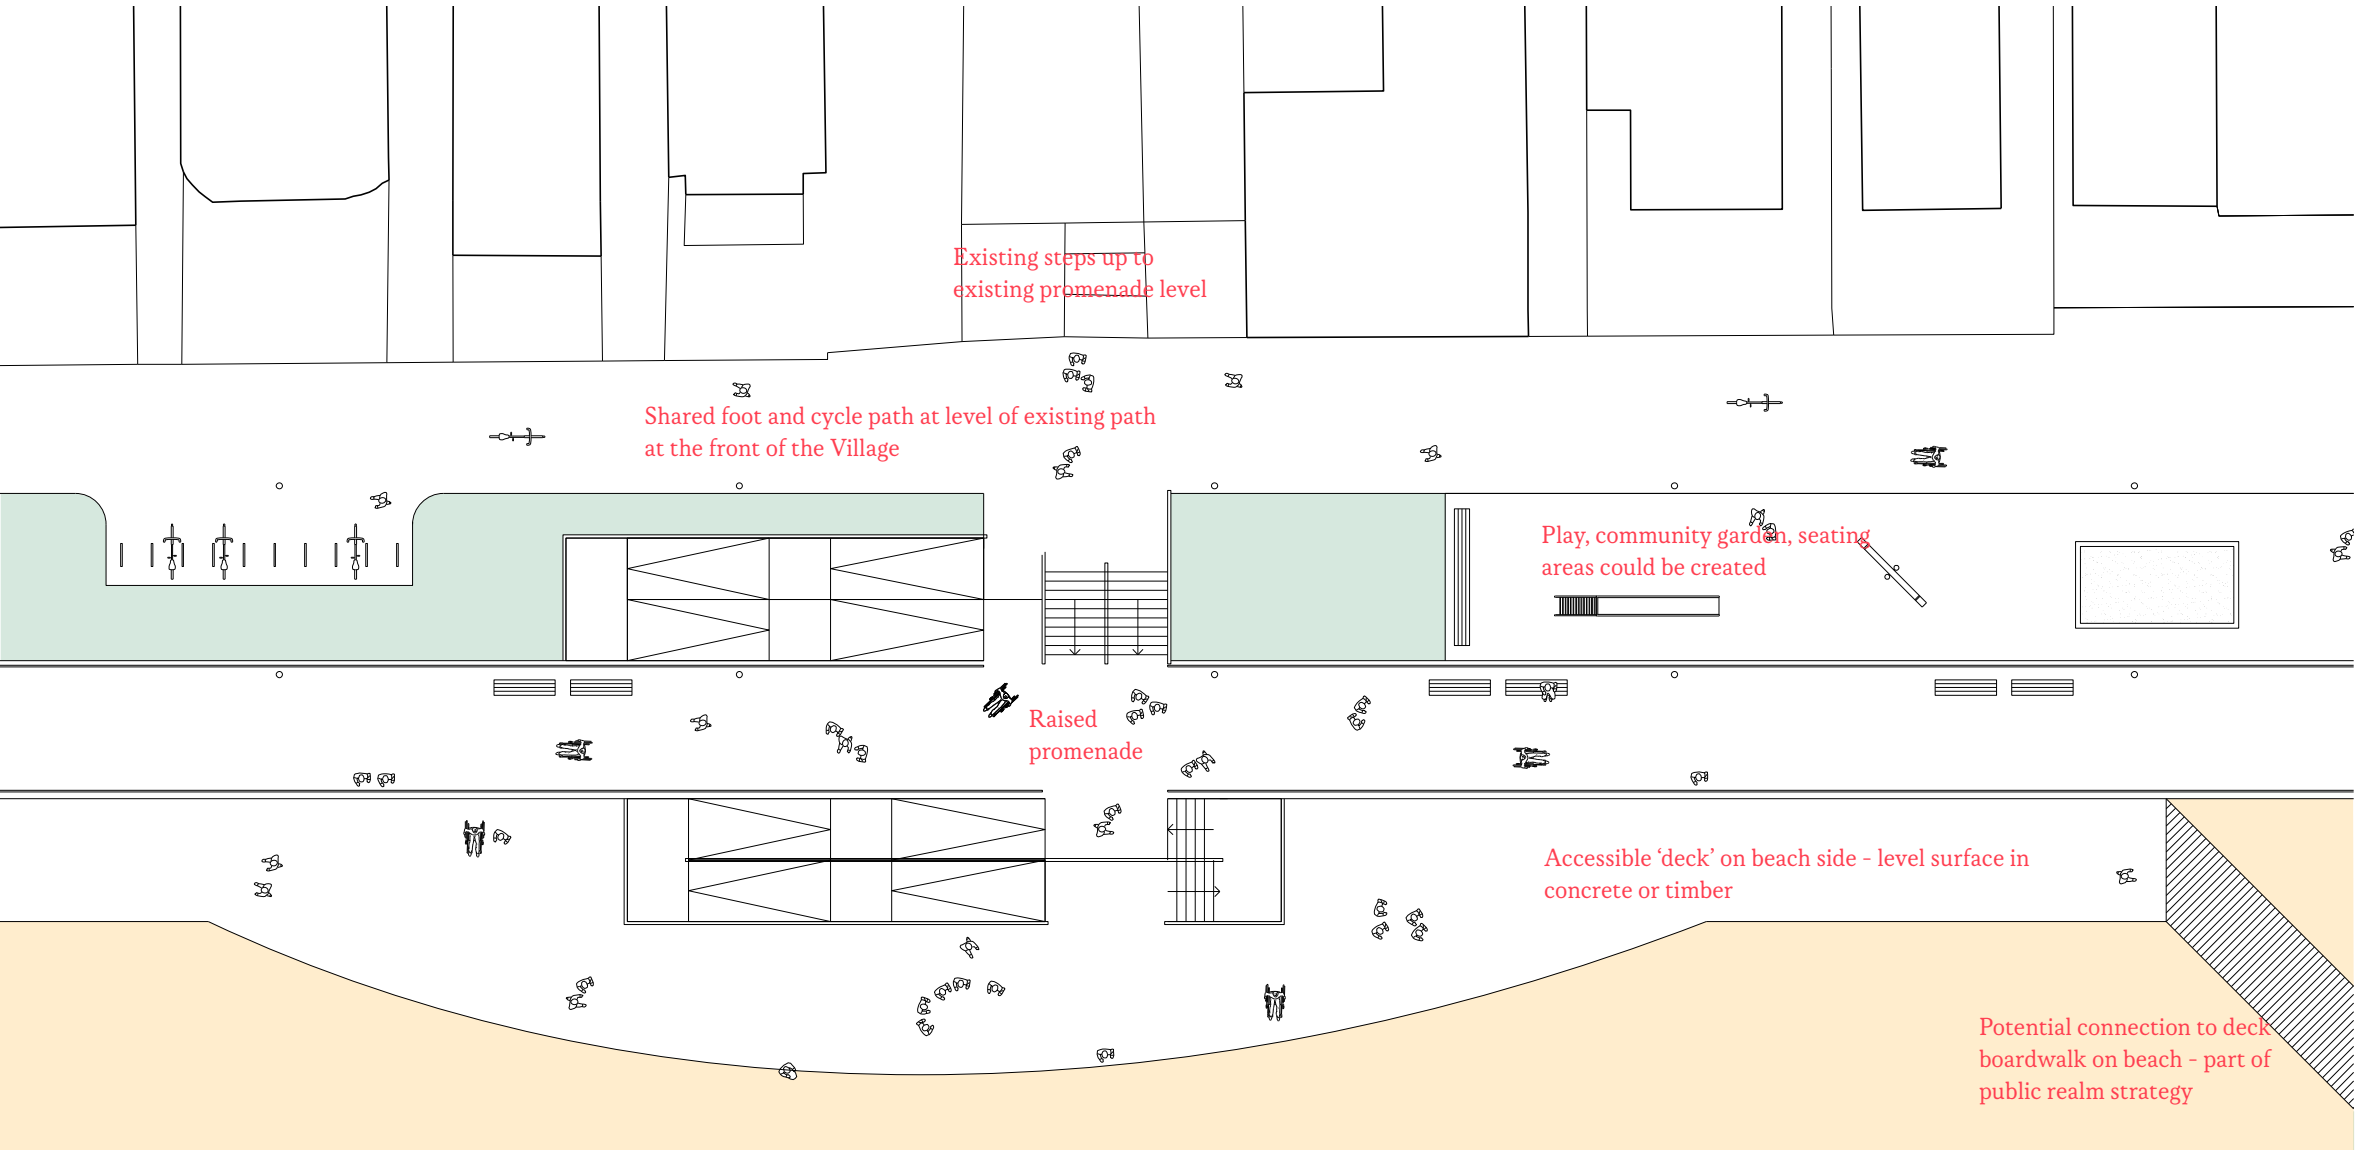 Existing steps up to
existing promenade level
Shared foot and cycle path at level of existing path
at the front of the Village
Play, community garden, seating
areas could be created
Raised
promenade
Accessible ‘deck’ on beach side - level surface in
concrete or timber
Potential connection to deck
boardwalk on beach - part of
public realm strategy